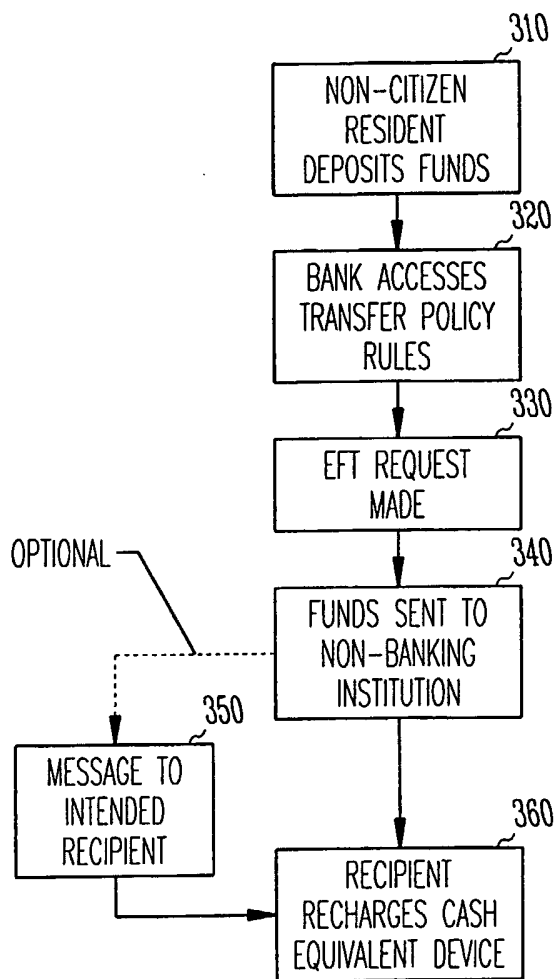 310
NON-CITIZEN
RESIDENT
DEPOSITS FUNDS
320
BANK ACCESSES
TRANSFER POLICY
RULES
330
EFT REQUEST
MADE
OPTIONAL
340
FUNDS SENT TO
NON-BANKING
INSTITUTION
350
MESSAGE TO
INTENDED
RECIPIENT
360
RECIPIENT
RECHARGES CASH
EQUIVALENT DEVICE